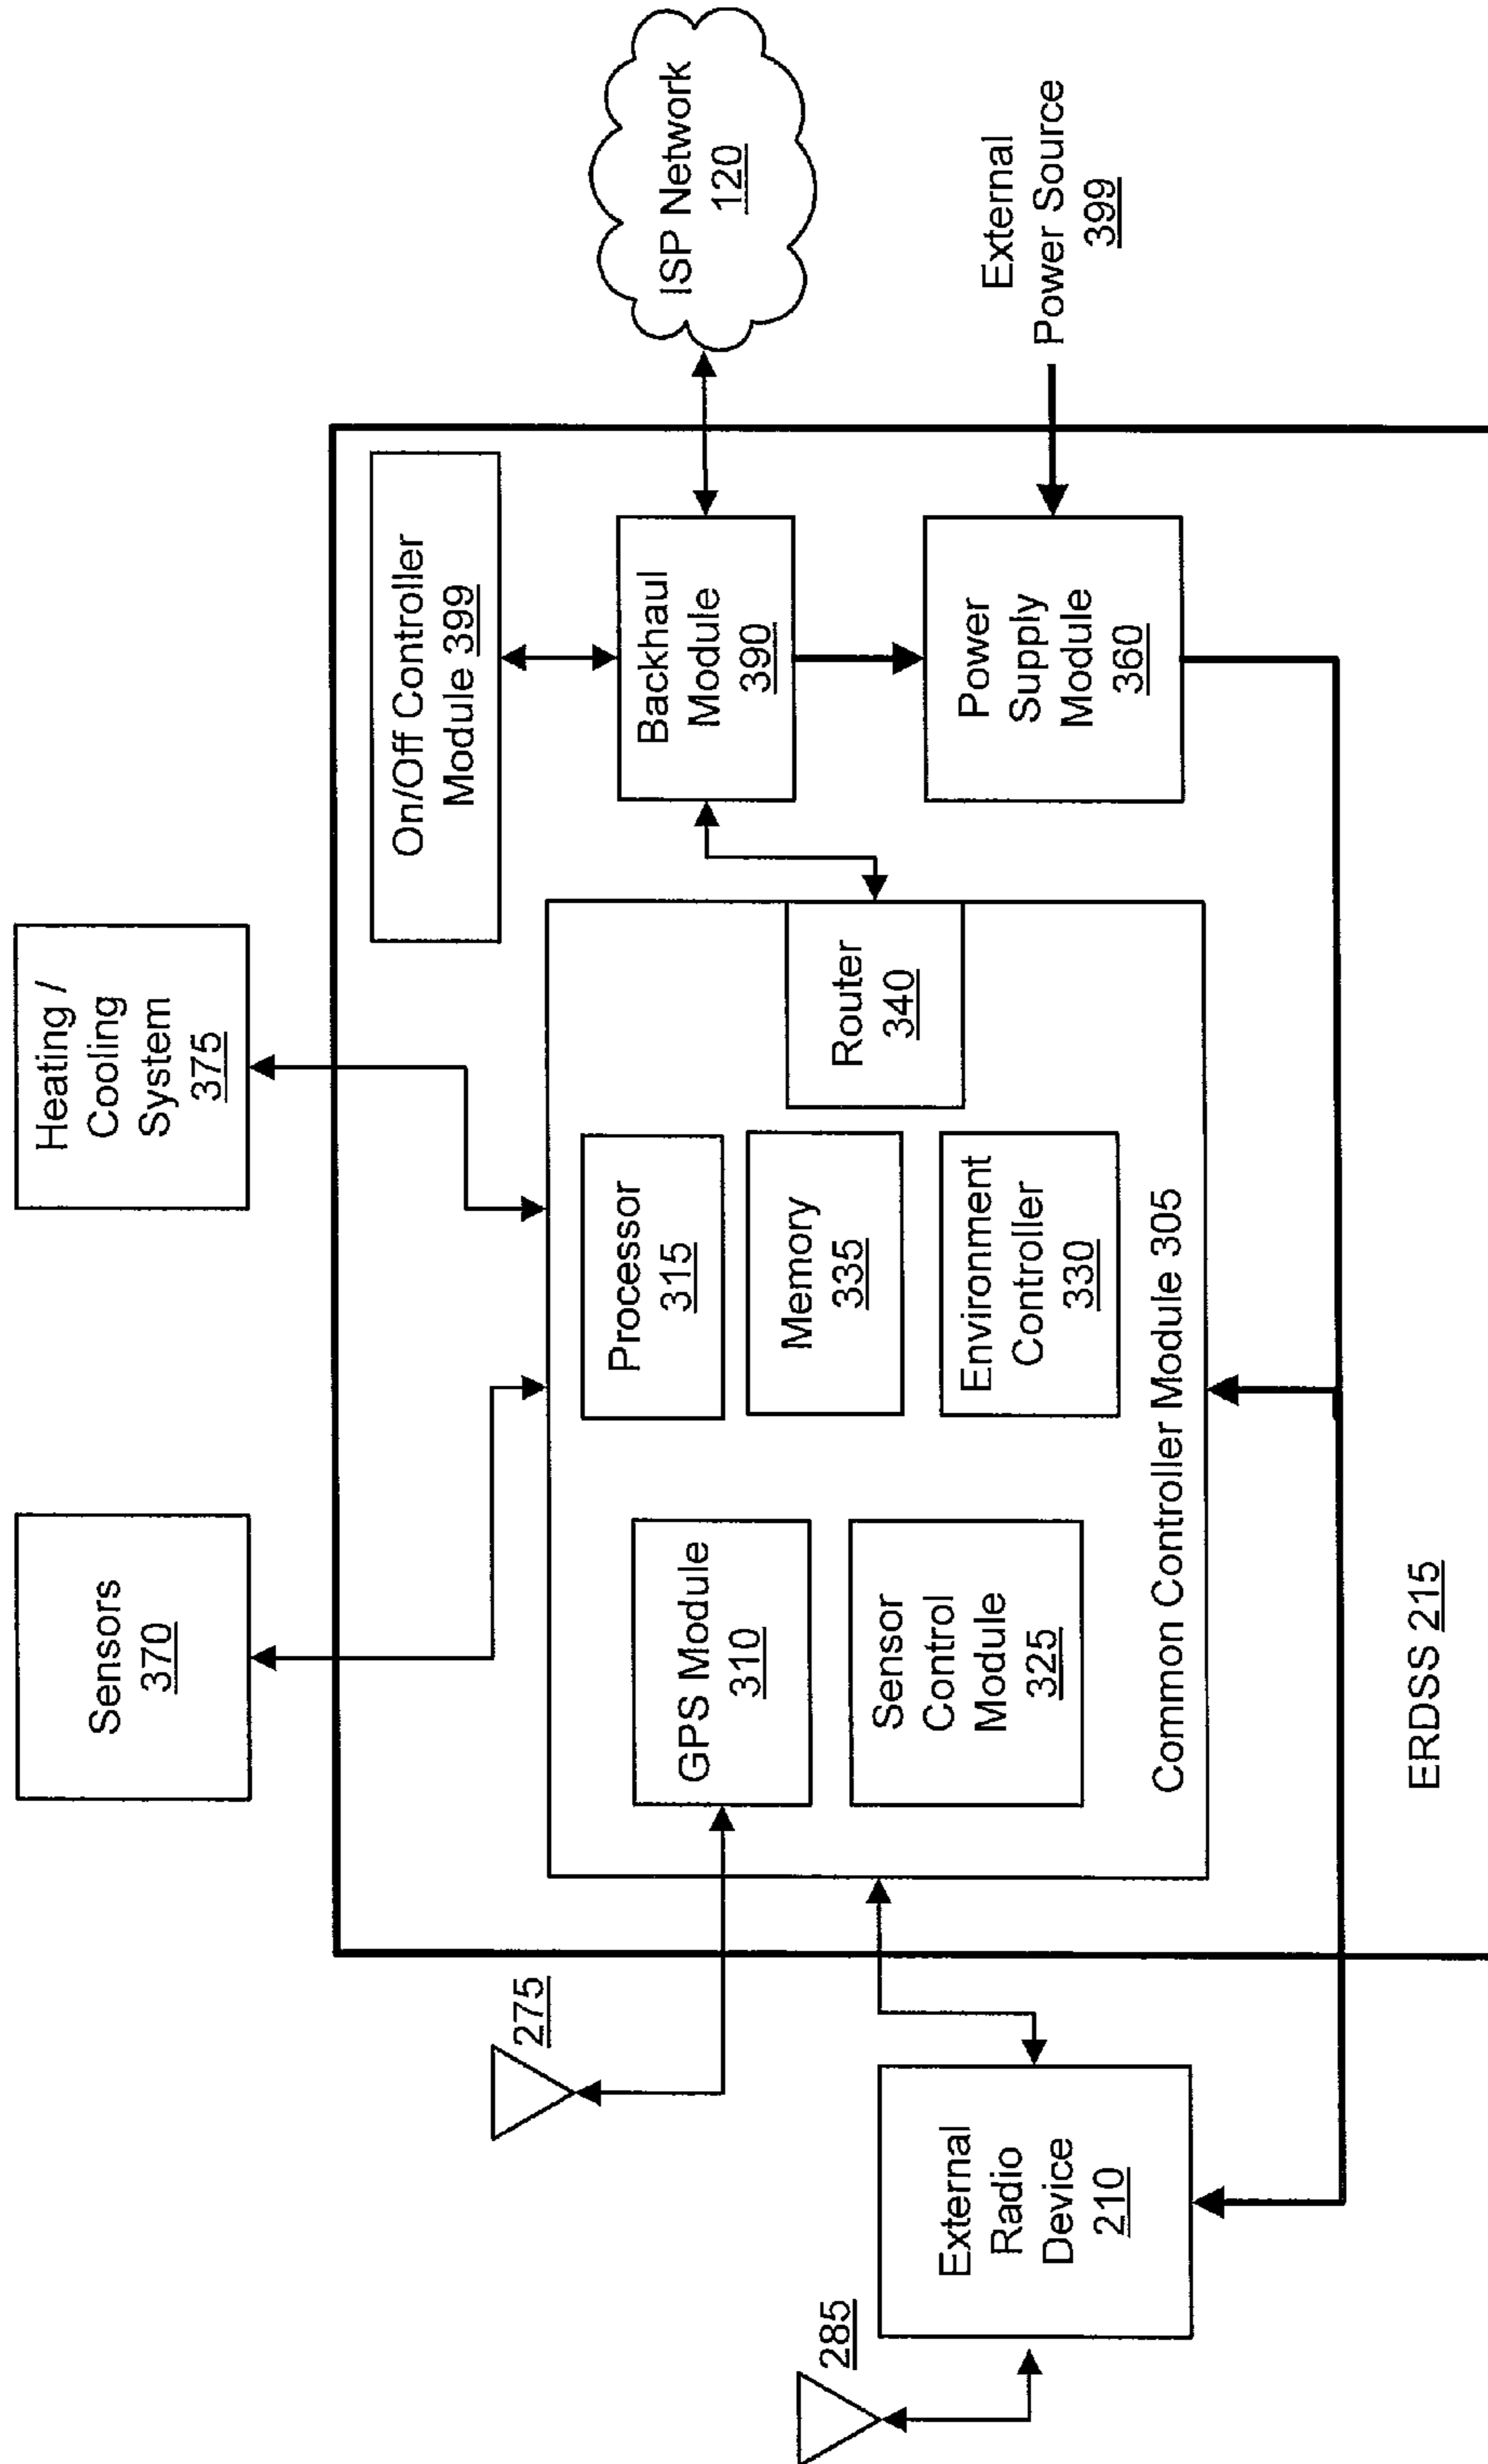 Sensors
370
Heating /
Cooling
System
375
On/Off Controller
Module 399
ISP Network
120
External
Power Source
399
Backhaul
Module
390
Power
Supply
Module
360
Router
340
Processor
315
Memory
335
Environment
Controller
330
GPS Module
310
Sensor
Control
Module
325
Common Controller Module 305
275
285
External
Radio
Device
210
ERDSS 215